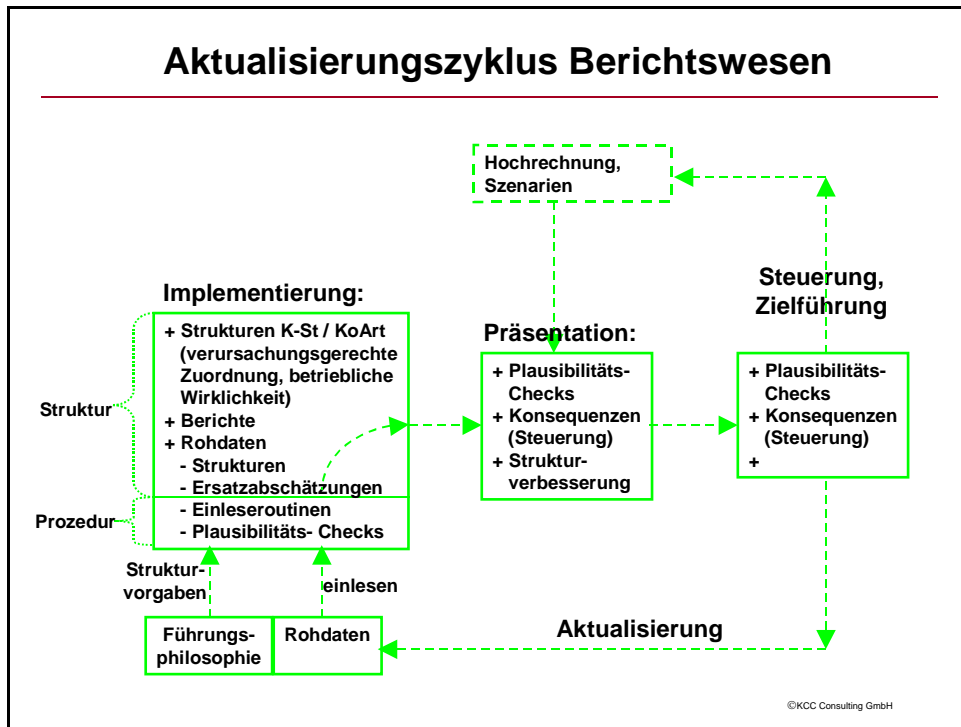 Aktualisierungszyklus Berichtswesen
Hochrechnung,
Szenarien
Steuerung,
Zielführung
Implementierung:
+ Strukturen K-St / KoArt
(verursachungsgerechte
Zuordnung, betriebliche
Wirklichkeit)
+ Berichte
+ Rohdaten
- Strukturen
- Ersatzabschätzungen
- Einleseroutinen
- Plausibilitäts- Checks
Struktur
Prozedur
Präsentation:
+ Plausibilitäts-
Checks
+ Konsequenzen
(Steuerung)
+ Struktur-
verbesserung
+ Plausibilitäts-
Checks
+ Konsequenzen
(Steuerung)
+
Struktur-
vorgaben
einlesen
Führungs-
philosophie
Rohdaten
Aktualisierung
©KCC Consulting GmbH